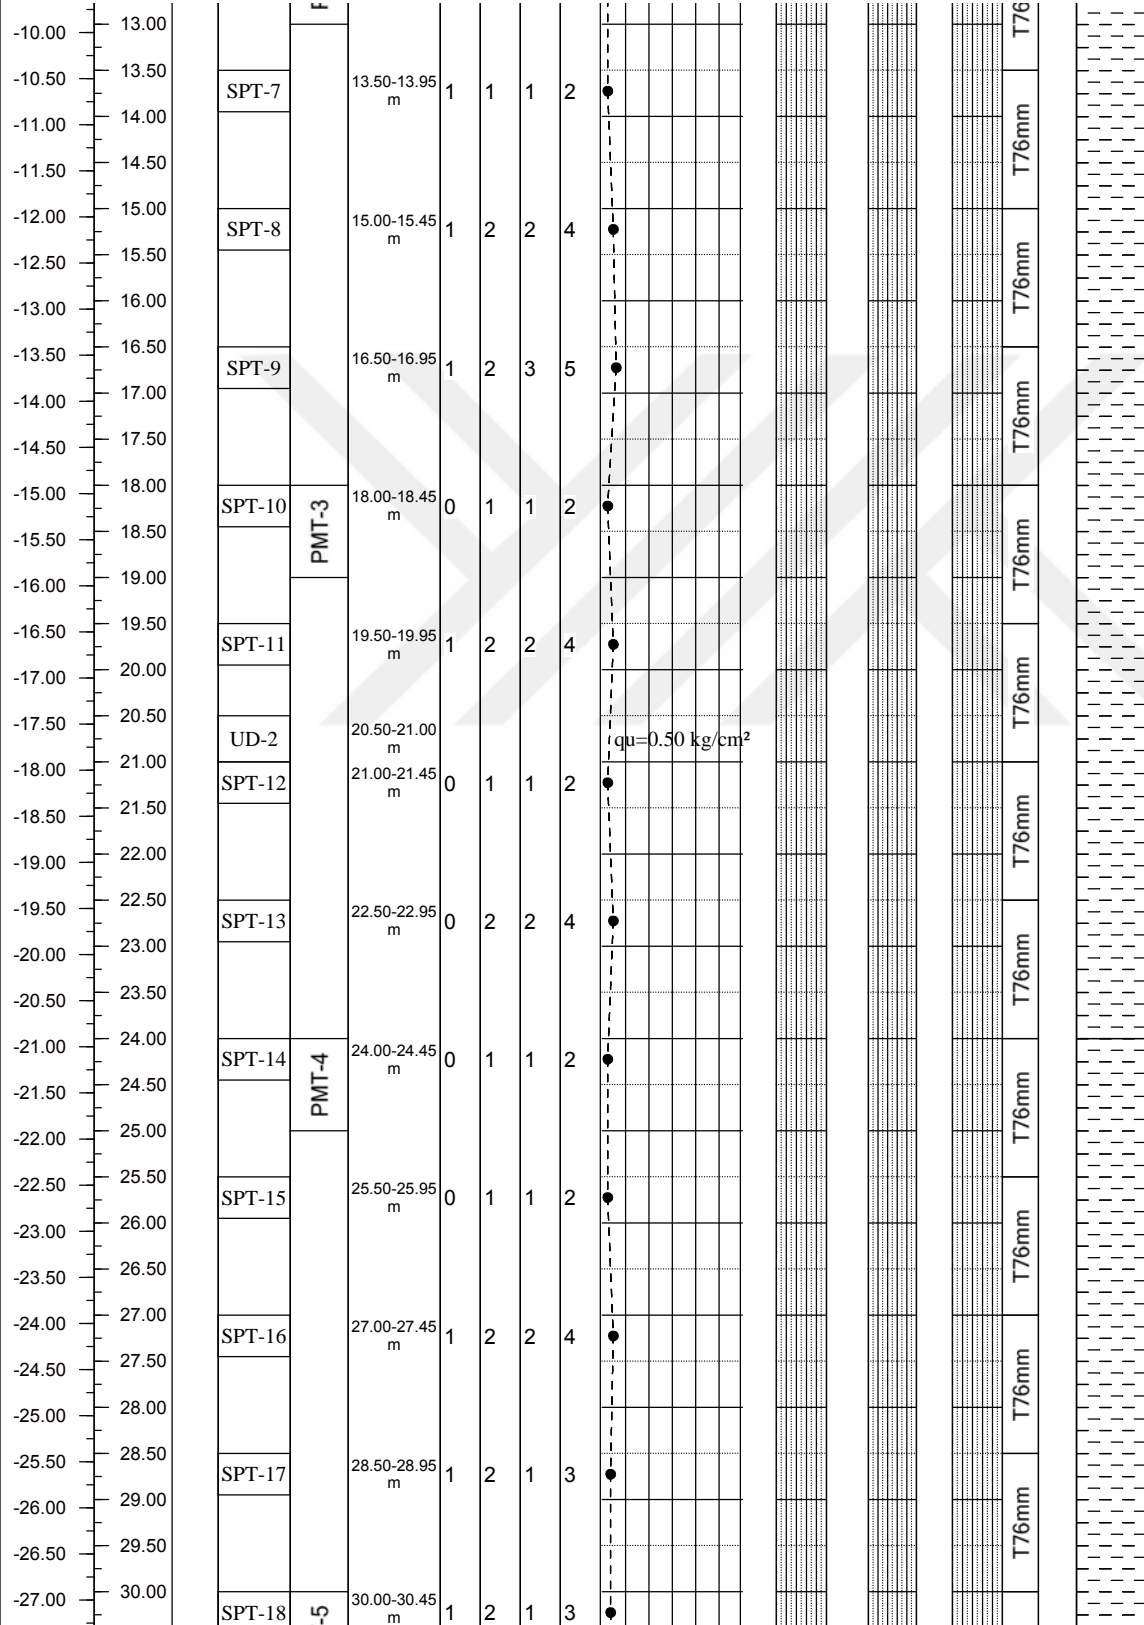 -10.00 13.00 T76
-10.50 13.50
SPT-7 13.50-13.95 m 1 1 1 2 T76mm
-11.00 14.00
-11.50 14.50
-12.00 15.00
SPT-8 15.00-15.45 m 1 2 2 4 T76mm
-12.50 15.50
-13.00 16.00
-13.50 16.50
SPT-9 16.50-16.95 m 1 2 3 5 T76mm
-14.00 17.00
-14.50 17.50
-15.00 18.00
SPT-10 PMT-3 18.00-18.45 m 0 1 1 2 T76mm
-15.50 18.50
-16.00 19.00
-16.50 19.50
SPT-11 19.50-19.95 m 1 2 2 4 T76mm
-17.00 20.00
-17.50 20.50
UD-2 20.50-21.00 m qu=0.50 kg/cm²
-18.00 21.00
SPT-12 21.00-21.45 m 0 1 1 2 T76mm
-18.50 21.50
-19.00 22.00
-19.50 22.50
SPT-13 22.50-22.95 m 0 2 2 4 T76mm
-20.00 23.00
-20.50 23.50
-21.00 24.00
SPT-14 PMT-4 24.00-24.45 m 0 1 1 2 T76mm
-21.50 24.50
-22.00 25.00
-22.50 25.50
SPT-15 25.50-25.95 m 0 1 1 2 T76mm
-23.00 26.00
-23.50 26.50
-24.00 27.00
SPT-16 27.00-27.45 m 1 2 2 4 T76mm
-24.50 27.50
-25.00 28.00
-25.50 28.50
SPT-17 28.50-28.95 m 1 2 1 3 T76mm
-26.00 29.00
-26.50 29.50
-27.00 30.00
SPT-18 -5 30.00-30.45 m 1 2 1 3